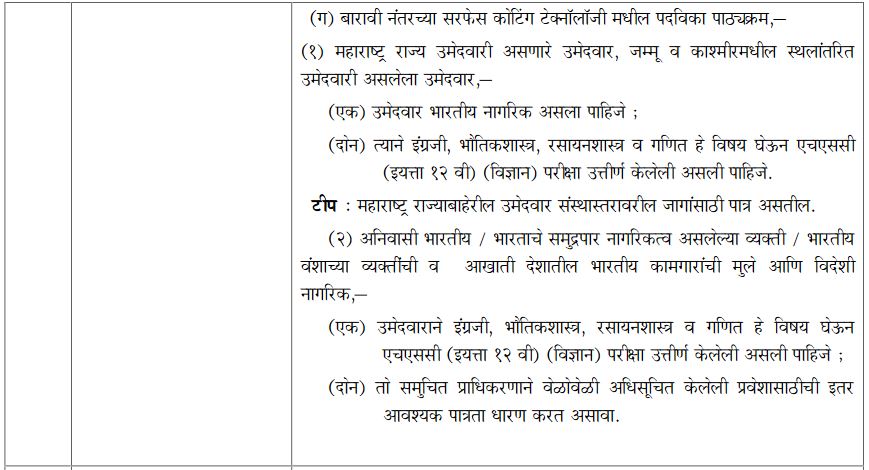 (ग) बारावी नंतरच्या सरफेस कोटिंग टेक्नॉलॉजी मधील पदविका पाठ्यक्रम,—
(१) महाराष्ट्र राज्य उमेदवारी असणारे उमेदवार, जम्मू व काश्मीरमधील स्थलांतरित
उमेदवारी असलेला उमेदवार,—
(एक) उमेदवार भारतीय नागरिक असला पाहिजे ;
(दोन) त्याने इंग्रजी, भौतिकशास्त्र, रसायनशास्त्र व गणित हे विषय घेऊन एचएससी
(इयत्ता १२ वी) (विज्ञान) परीक्षा उत्तीर्ण केलेली असली पाहिजे.
टीप : महाराष्ट्र राज्याबाहेरील उमेदवार संस्थास्तरावरील जागांसाठी पात्र असतील.
(२) अनिवासी भारतीय / भारताचे समुद्रपार नागरिकत्व असलेल्या व्यक्ती / भारतीय
वंशाच्या व्यक्तींची व आखाती देशातील भारतीय कामगारांची मुले आणि विदेशी
नागरिक,—
(एक) उमेदवाराने इंग्रजी, भौतिकशास्त्र, रसायनशास्त्र व गणित हे विषय घेऊन
एचएससी (इयत्ता १२ वी) (विज्ञान) परीक्षा उत्तीर्ण केलेली असली पाहिजे ;
(दोन) तो समुचित प्राधिकरणाने वेळोवेळी अधिसूचित केलेली प्रवेशासाठीची इतर
आवश्यक पात्रता धारण करत असावा.